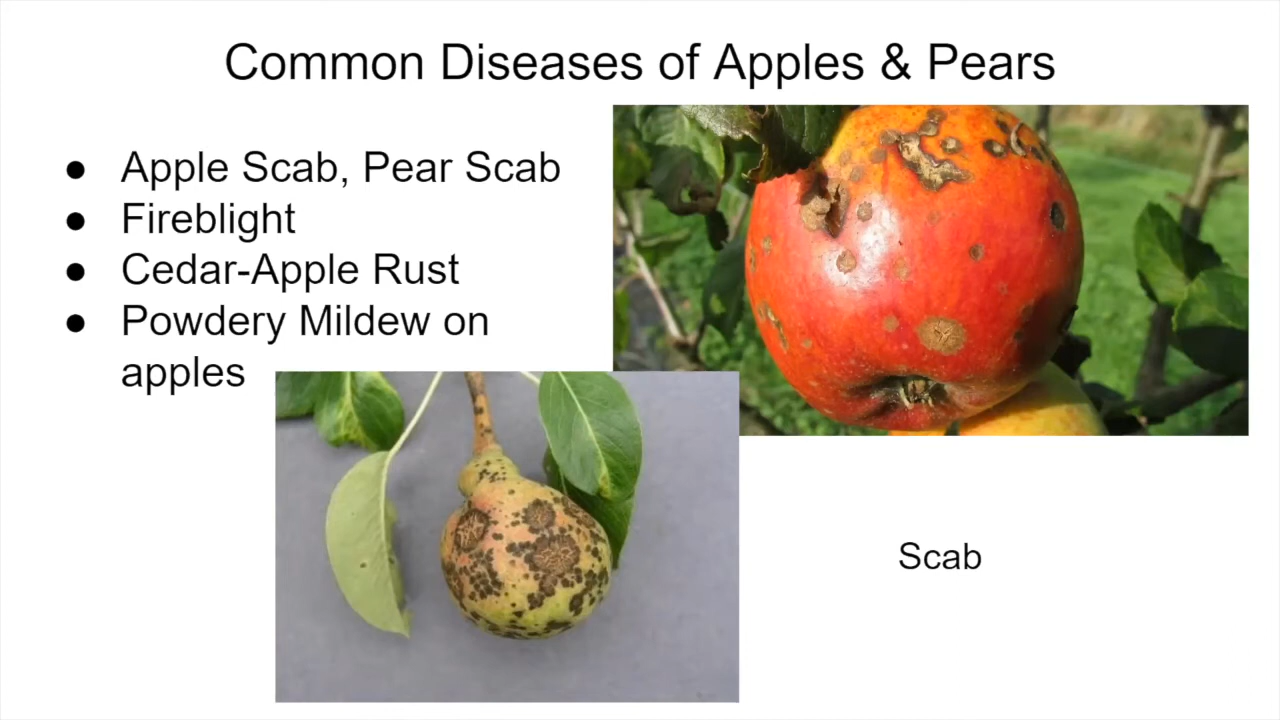 Common Diseases of Apples & Pears
● Apple Scab, Pear Scab
● Fireblight
● Cedar-Apple Rust
● Powdery Mildew on
apples
Scab